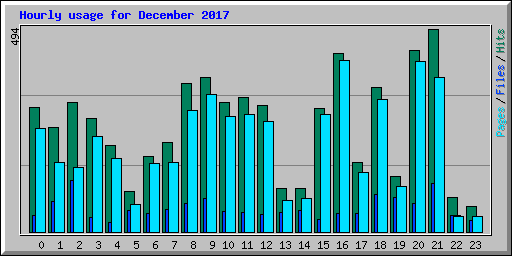 Hourly usage for December 2017
494
Pages / Files / Hits
0 1 2 3 4 5 6 7 8 9 10 11 12 13 14 15 16 17 18 19 20 21 22 23